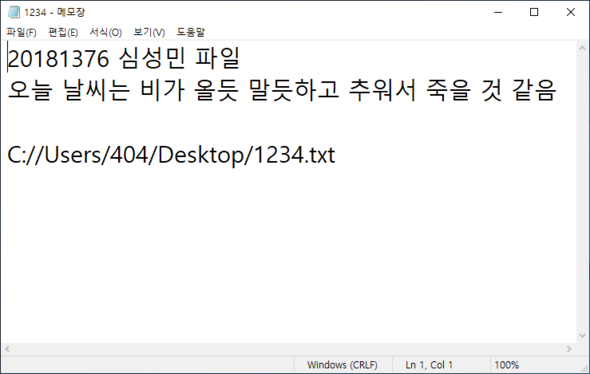 1234 - 메모장
파일(F) 편집(E) 서식(O) 보기(V) 도움말
20181376 심성민 파일
오늘 날씨는 비가 올듯 말듯하고 추워서 죽을 것 같음
C://Users/404/Desktop/1234.txt
Windows (CRLF) Ln 1, Col 1 100%